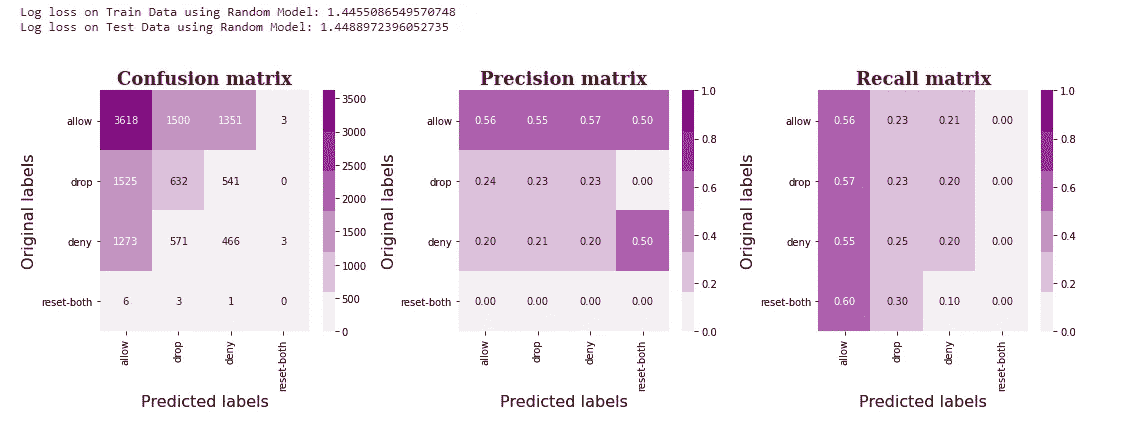 Log loss on Train Data using Random Model: 1.4455086549570748
Log loss on Test Data using Random Model: 1.4488972396052735
Confusion matrix
Original labels
allow 3618 1500 1351 3
drop 1525 632 541 0
deny 1273 571 466 3
reset-both 6 3 1 0
allow drop deny reset-both
Predicted labels
3500
3000
2500
2000
1500
1000
500
0
Precision matrix
Original labels
allow 0.56 0.55 0.57 0.50
drop 0.24 0.23 0.23 0.00
deny 0.20 0.21 0.20 0.50
reset-both 0.00 0.00 0.00 0.00
allow drop deny reset-both
Predicted labels
1.0
0.8
0.6
0.4
0.2
0.0
Recall matrix
Original labels
allow 0.56 0.23 0.21 0.00
drop 0.57 0.23 0.20 0.00
deny 0.55 0.25 0.20 0.00
reset-both 0.60 0.30 0.10 0.00
allow drop deny reset-both
Predicted labels
1.0
0.8
0.6
0.4
0.2
0.0